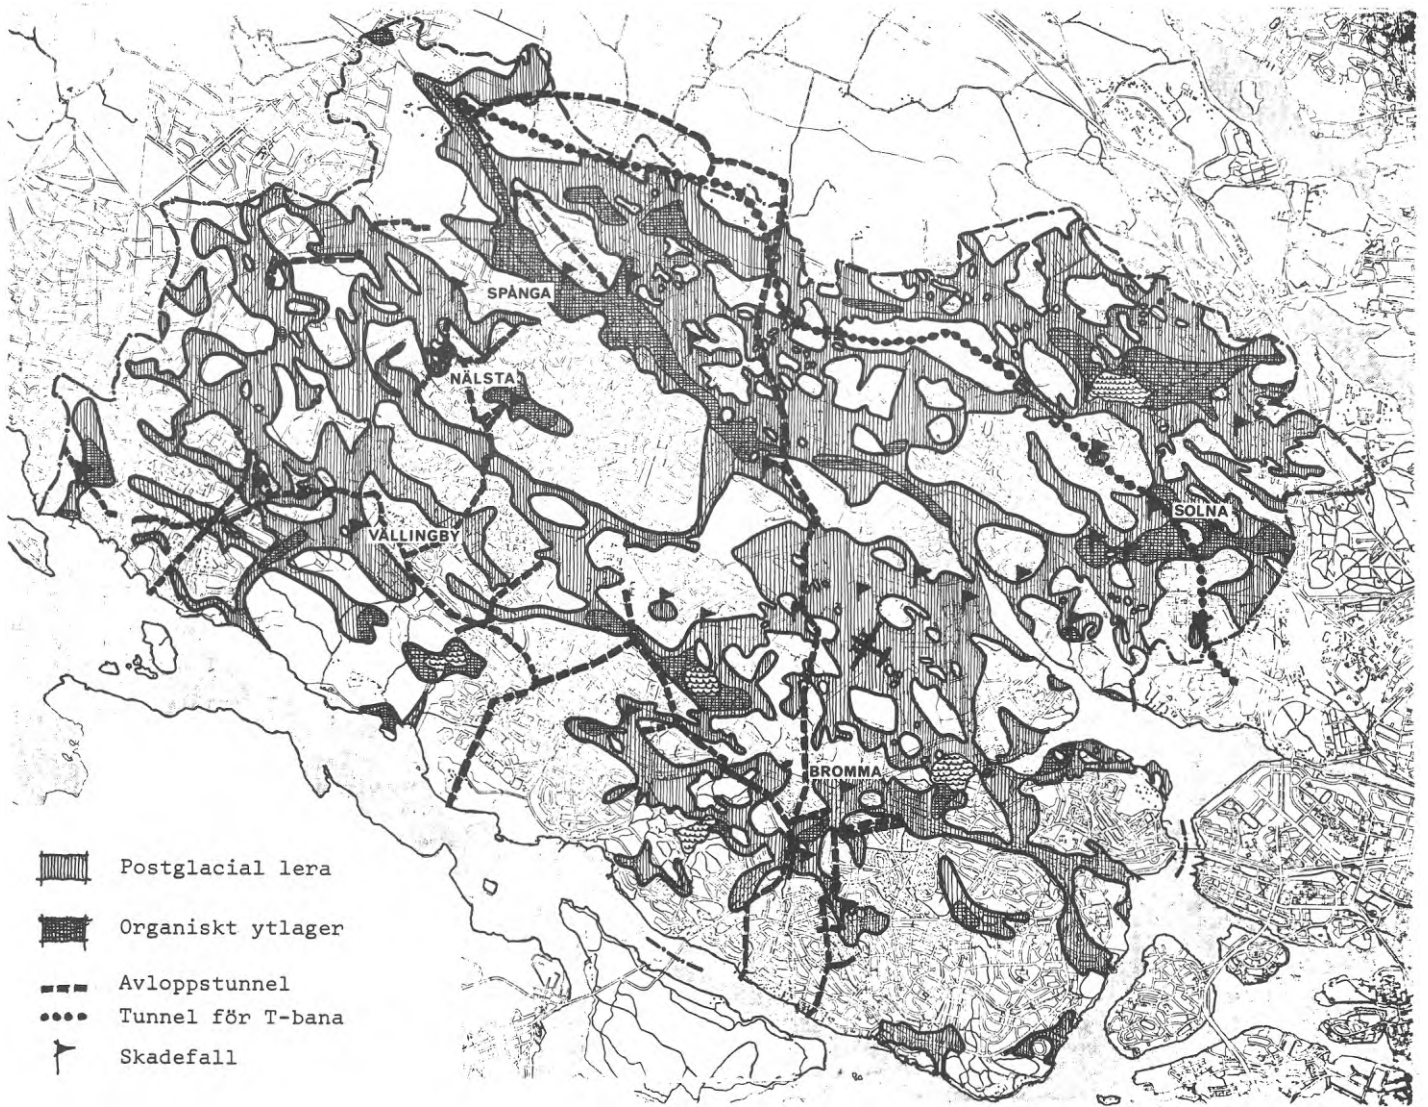 SPÅNGA
NÄLSTA
SOLNA
VÄLLINGBY
BROMMA
Postglacial lera
Organiskt ytlager
Avloppstunnel
Tunnel för T-bana
Skadefall